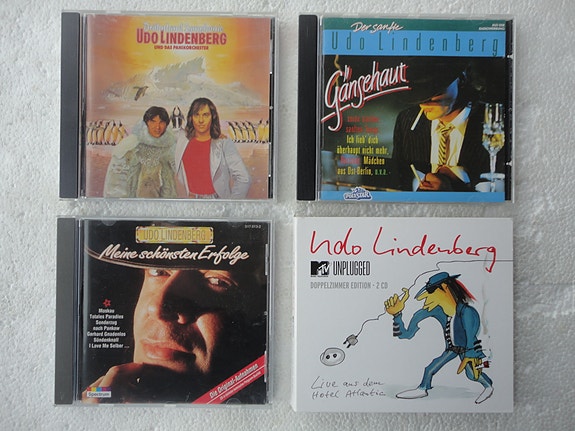 UDO LINDENBERG
UND DAS PANIKORCHESTER
Der sanfte
Udo Lindenberg
Gänsehaut
Ich lieb' dich
überhaupt nicht mehr,
Mädchen
aus Ost-Berlin, u.v.a.
Polystar
UDO LINDENBERG
Meine schönsten Erfolge
Moskau
Totales Paradies
Sonderzug
nach Pankow
Gerhard Gnadenlos
Sündenknall
I Love Me Selber ...
Die Original-Aufnahmen
Spectrum
Udo Lindenberg
MTV UNPLUGGED
DOPPELZIMMER EDITION - 2 CD
Live aus dem
Hotel Atlantic